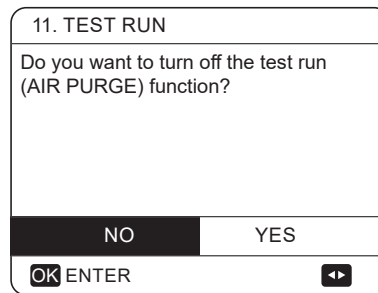 11. TEST RUN
Do you want to turn off the test run
(AIR PURGE) function?
NO YES
OK ENTER